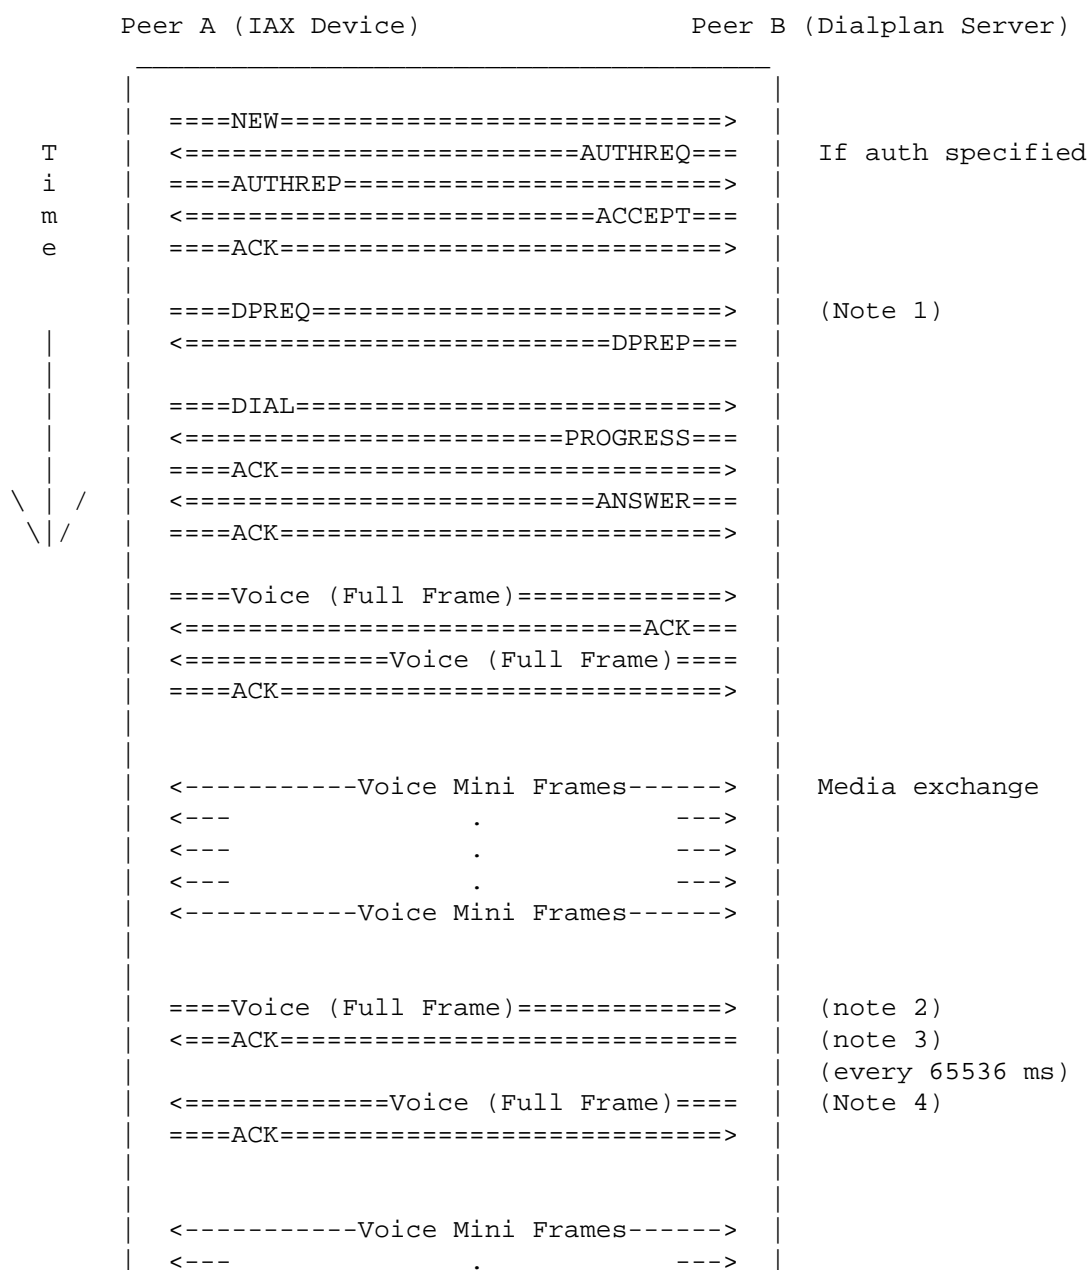 Peer A (IAX Device)                 Peer B (Dialplan Server)
        ________________________________________
       |                                         |
       |  ====NEW============================>  |
  T    |  <=========================AUTHREQ===  |  If auth specified
  i    |  ====AUTHREP========================>  |
  m    |  <==========================ACCEPT===  |
  e    |  ====ACK============================>  |
       |                                         |
       |  ====DPREQ==========================>  |  (Note 1)
  |    |  <===========================DPREP===  |
  |    |                                         |
  |    |  ====DIAL===========================>  |
  |    |  <========================PROGRESS===  |
  |    |  ====ACK============================>  |
\ | /  |  <==========================ANSWER===  |
 \|/   |  ====ACK============================>  |
       |                                         |
       |  ====Voice (Full Frame)=============>  |
       |  <=============================ACK===  |
       |  <=============Voice (Full Frame)====  |
       |  ====ACK============================>  |
       |                                         |
       |                                         |
       |  <-----------Voice Mini Frames------>  |  Media exchange
       |  <---               .            --->  |
       |  <---               .            --->  |
       |  <---               .            --->  |
       |  <-----------Voice Mini Frames------>  |
       |                                         |
       |                                         |
       |  ====Voice (Full Frame)=============>  |  (note 2)
       |  <===ACK=============================  |  (note 3)
       |                                         |  (every 65536 ms)
       |  <=============Voice (Full Frame)====  |  (Note 4)
       |  ====ACK============================>  |
       |                                         |
       |                                         |
       |  <-----------Voice Mini Frames------>  |
       |  <---               .            --->  |